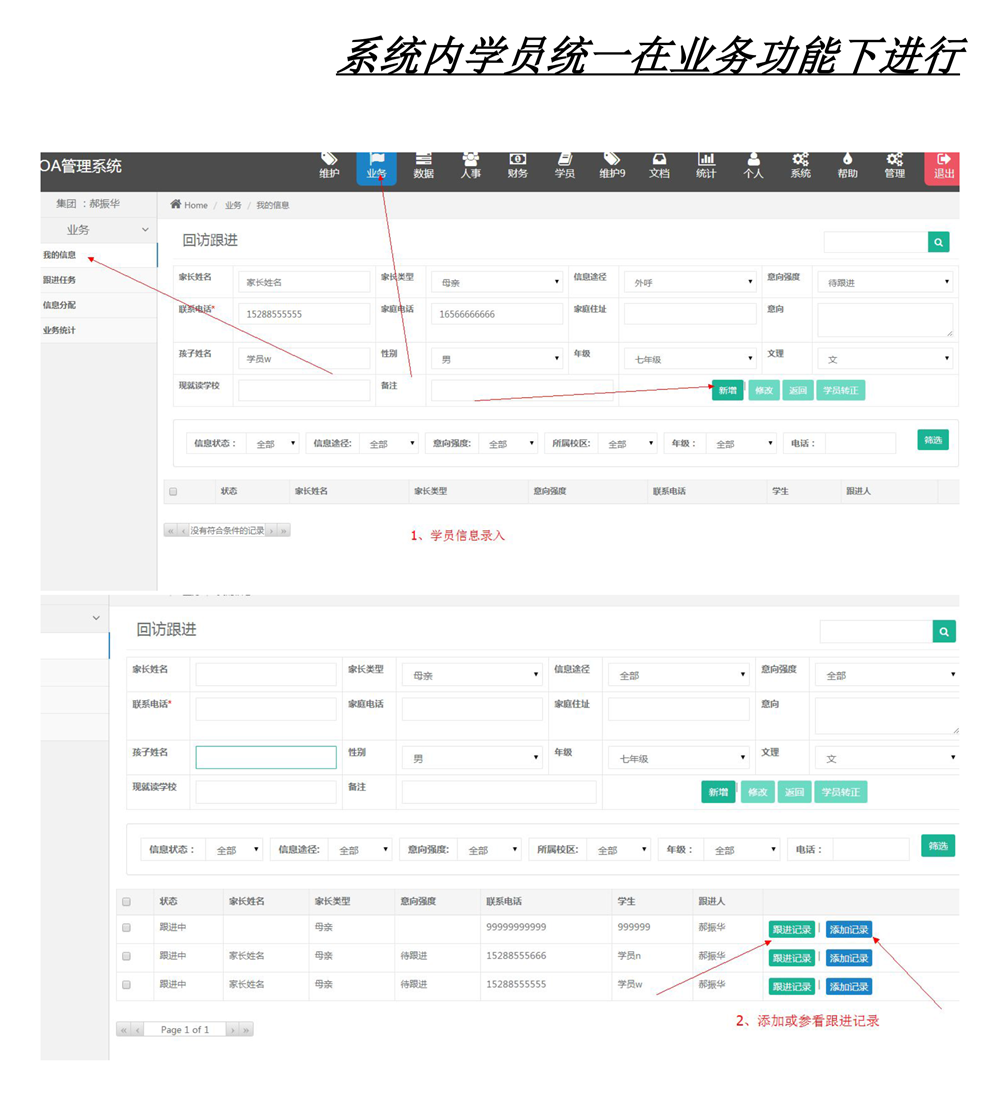 系统内学员统一在业务功能下进行
OA管理系统 维护 业务 数据 人事 财务 学员 维护9 文档 统计 个人 系统 帮助 管理 退出
集团 ：郝振华 Home / 业务 / 我的信息
业务
回访跟进
我的信息
跟进任务
信息分配
业务统计
家长姓名 家长姓名 家长类型 母亲 信息途径 外呼 意向强度 待跟进
联系电话* 15288555555 家庭电话 16566666666 家庭住址 意向
孩子姓名 学员w 性别 男 年级 七年级 文理 文
现就读学校 备注 新增 修改 返回 学员转正
信息状态： 全部 信息途径: 全部 意向强度: 全部 所属校区: 全部 年级： 全部 电话： 筛选
状态 家长姓名 家长类型 意向强度 联系电话 学生 跟进人
« ‹ 没有符合条件的记录 › »
1、学员信息录入
回访跟进
家长姓名 家长类型 母亲 信息途径 全部 意向强度 全部
联系电话* 家庭电话 家庭住址 意向
孩子姓名 性别 男 年级 七年级 文理 文
现就读学校 备注 新增 修改 返回 学员转正
信息状态： 全部 信息途径: 全部 意向强度: 全部 所属校区: 全部 年级： 全部 电话： 筛选
状态 家长姓名 家长类型 意向强度 联系电话 学生 跟进人
跟进中 母亲 99999999999 999999 郝振华 跟进记录 | 添加记录
跟进中 家长姓名 母亲 待跟进 15288555666 学员n 郝振华 跟进记录 | 添加记录
跟进中 家长姓名 母亲 待跟进 15288555555 学员w 郝振华 跟进记录 | 添加记录
« ‹ Page 1 of 1 › »
2、添加或参看跟进记录